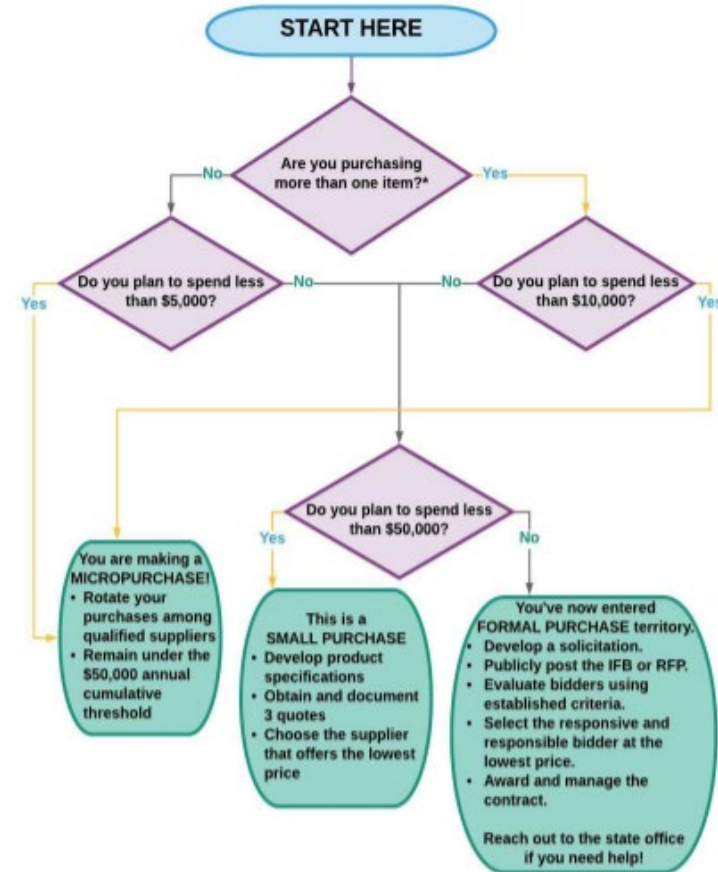 START HERE
Are you purchasing
more than one item?*
No
Yes
Do you plan to spend less
than $5,000?
No
No
Do you plan to spend less
than $10,000?
Yes
Yes
Do you plan to spend less
than $50,000?
Yes
No
You are making a
MICROPURCHASE!
• Rotate your
purchases among
qualified suppliers
• Remain under the
$50,000 annual
cumulative
threshold
This is a
SMALL PURCHASE
• Develop product
specifications
• Obtain and document
3 quotes
• Choose the supplier
that offers the lowest
price
You've now entered
FORMAL PURCHASE territory.
• Develop a solicitation.
• Publicly post the IFB or RFP.
• Evaluate bidders using
established criteria.
• Select the responsive and
responsible bidder at the
lowest price.
• Award and manage the
contract.
Reach out to the state office
if you need help!